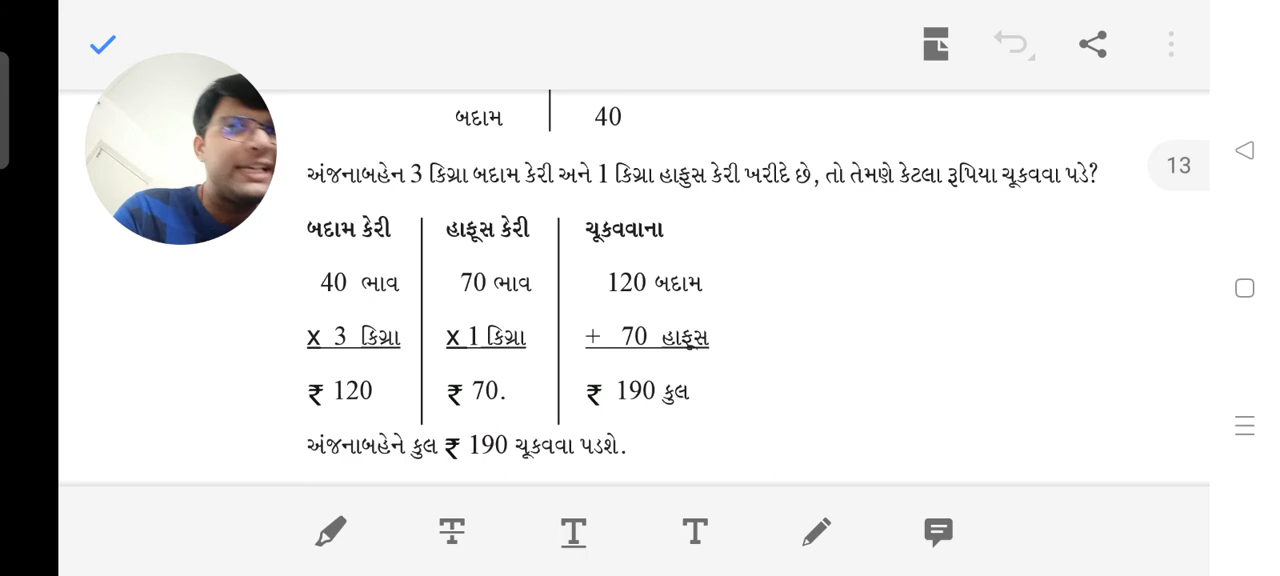 બદામ 40
અંજનાબહેન 3 કિગ્રા બદામ કેરી અને 1 કિગ્રા હાફુસ કેરી ખરીદે છે, તો તેમણે કેટલા રૂપિયા ચૂકવવા પડે?
13
બદામ કેરી હાફૂસ કેરી ચૂકવવાના
40 ભાવ 70 ભાવ 120 બદામ
x 3 કિગ્રા x 1 કિગ્રા + 70 હાફૂસ
₹ 120 ₹ 70. ₹ 190 કુલ
અંજનાબહેને કુલ ₹ 190 ચૂકવવા પડશે.